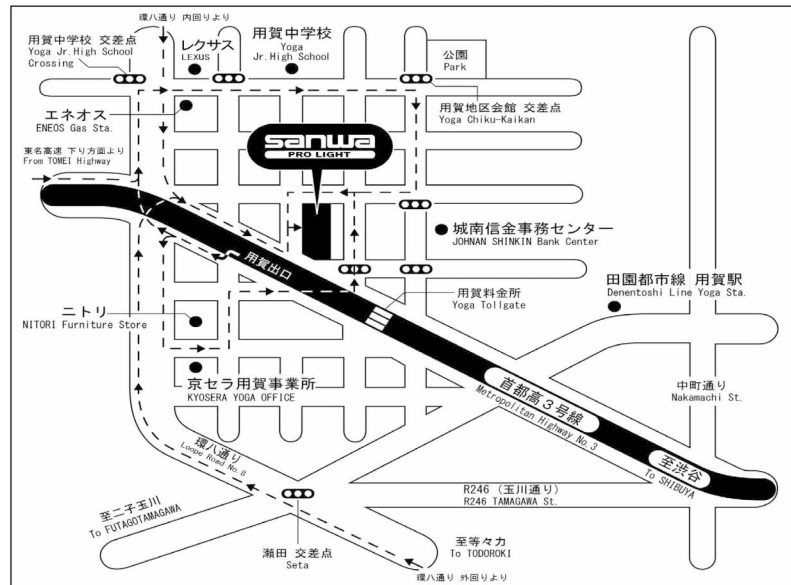 環八通り 内回りより
用賀中学校 交差点
Yoga Jr.High School
Crossing
レクサス
LEXUS
用賀中学校
Yoga
Jr.High School
公園
Park
エネオス
ENEOS Gas Sta.
用賀地区会館 交差点
Yoga Chiku-Kaikan
sanwa
PRO LIGHT
東名高速 下り方面より
From TOMEI Highway
城南信金事務センター
JOHNAN SHINKIN Bank Center
用賀出口
用賀料金所
Yoga Tollgate
田園都市線 用賀駅
Denentoshi Line Yoga Sta.
ニトリ
NITORI Furniture Store
京セラ用賀事業所
KYOSERA YOGA OFFICE
首都高3号線
Metropolitan Highway No.3
中町通り
Nakamachi St.
環八通り
Loope Road No.8
至渋谷
To SHIBUYA
至二子玉川
To FUTAGOTAMAGAWA
R246 (玉川通り)
R246 TAMAGAWA St.
瀬田 交差点
Seta
至等々力
To TODOROKI
環八通り 外回りより